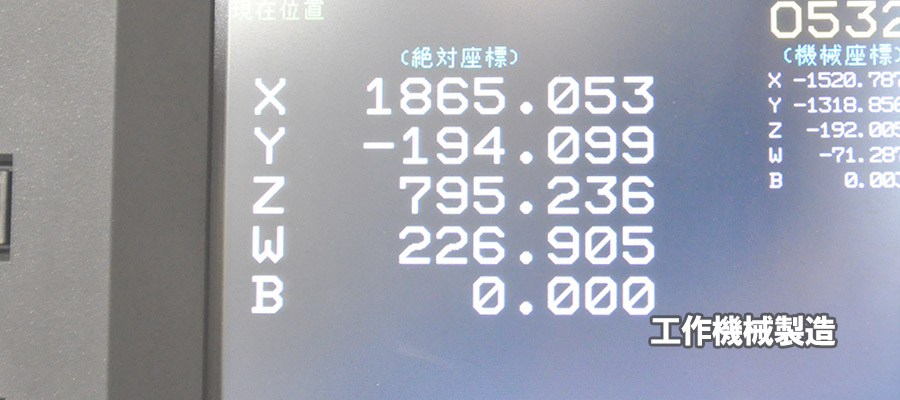 現在位置
0532
(絶対座標)
X 1865.053
Y -194.099
Z 795.236
W 226.905
B 0.000
(機械座標)
X -1520.787
Y -1318.856
Z -192.005
W -71.287
B 0.003
工作機械製造